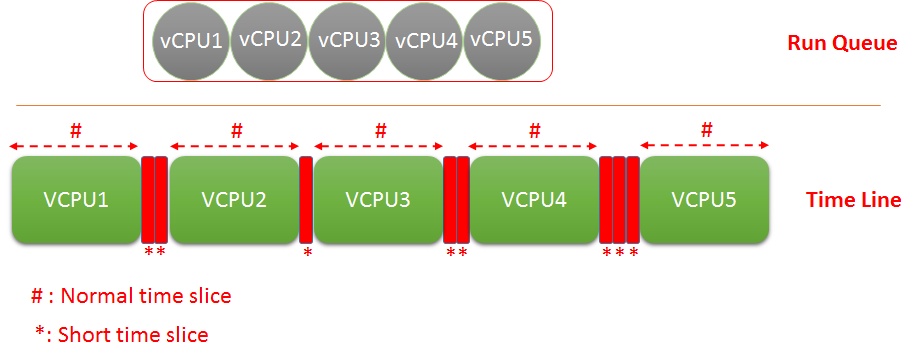 vCPU1 vCPU2 vCPU3 vCPU4 vCPU5 Run Queue
# # # # #
VCPU1 VCPU2 VCPU3 VCPU4 VCPU5 Time Line
** * ** *** 
# : Normal time slice
*: Short time slice